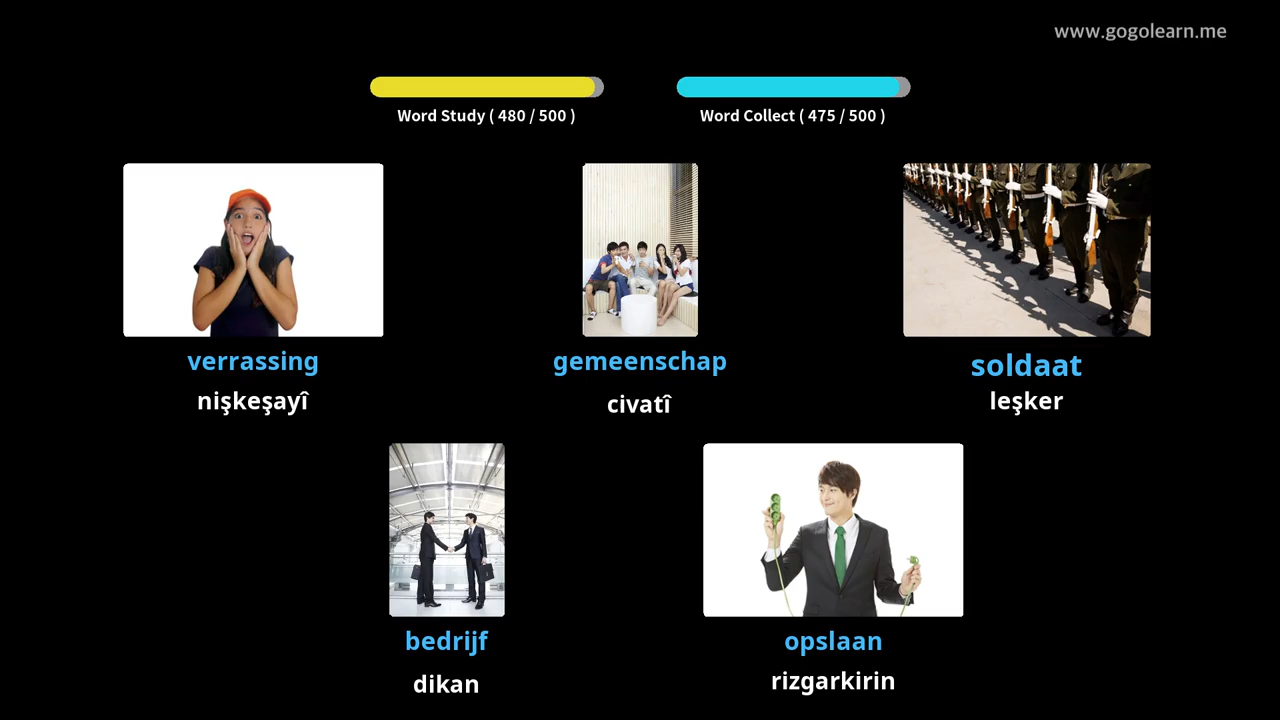 www.gogolearn.me
Word Study ( 480 / 500 )
Word Collect ( 475 / 500 )
verrassing
nişkeşayî
gemeenschap
civatî
soldaat
leşker
bedrijf
dikan
opslaan
rizgarkirin